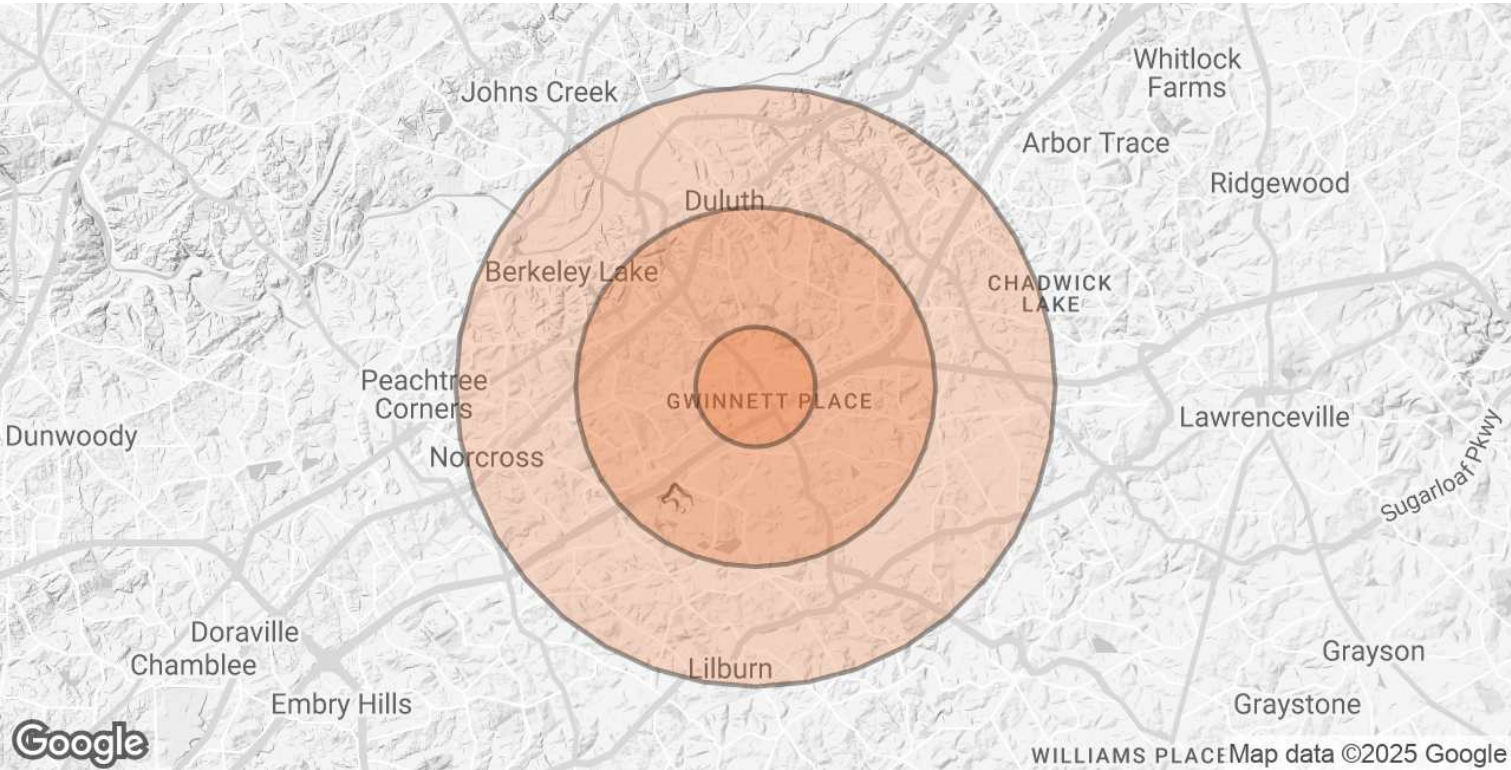 Whitlock
Farms
Johns Creek
Arbor Trace
Ridgewood
Duluth
Berkeley Lake
CHADWICK
LAKE
Peachtree
Corners
GWINNETT PLACE
Lawrenceville
Dunwoody
Norcross
Sugarloaf Pkwy
Doraville
Chamblee
Lilburn
Grayson
Embry Hills
Graystone
Google
WILLIAMS PLACE
Map data ©2025 Google